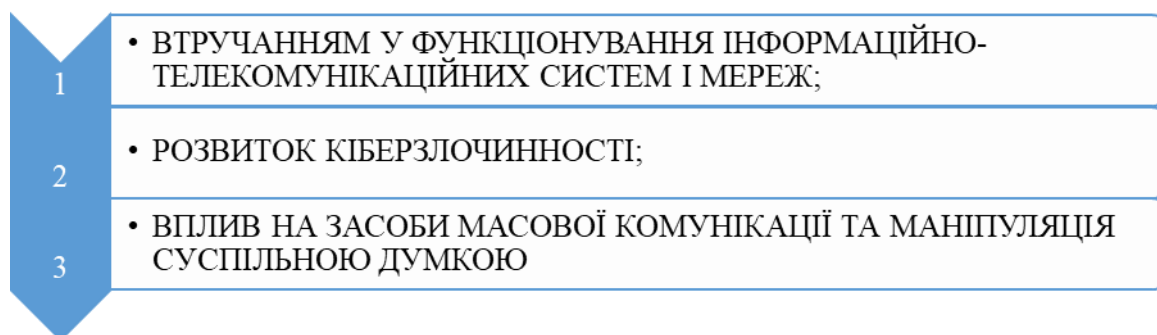 1
• ВТРУЧАННЯМ У ФУНКЦІОНУВАННЯ ІНФОРМАЦІЙНО-
ТЕЛЕКОМУНІКАЦІЙНИХ СИСТЕМ І МЕРЕЖ;
2
• РОЗВИТОК КІБЕРЗЛОЧИННОСТІ;
3
• ВПЛИВ НА ЗАСОБИ МАСОВОЇ КОМУНІКАЦІЇ ТА МАНІПУЛЯЦІЯ
СУСПІЛЬНОЮ ДУМКОЮ